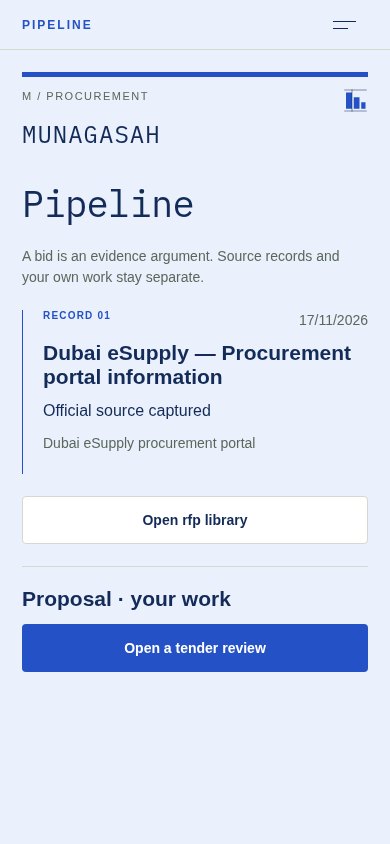 PIPELINE
M / PROCUREMENT
MUNAGASAH
Pipeline
A bid is an evidence argument. Source records and
your own work stay separate.
RECORD 01
17/11/2026
Dubai eSupply — Procurement
portal information
Official source captured
Dubai eSupply procurement portal
Open rfp library
Proposal · your work
Open a tender review